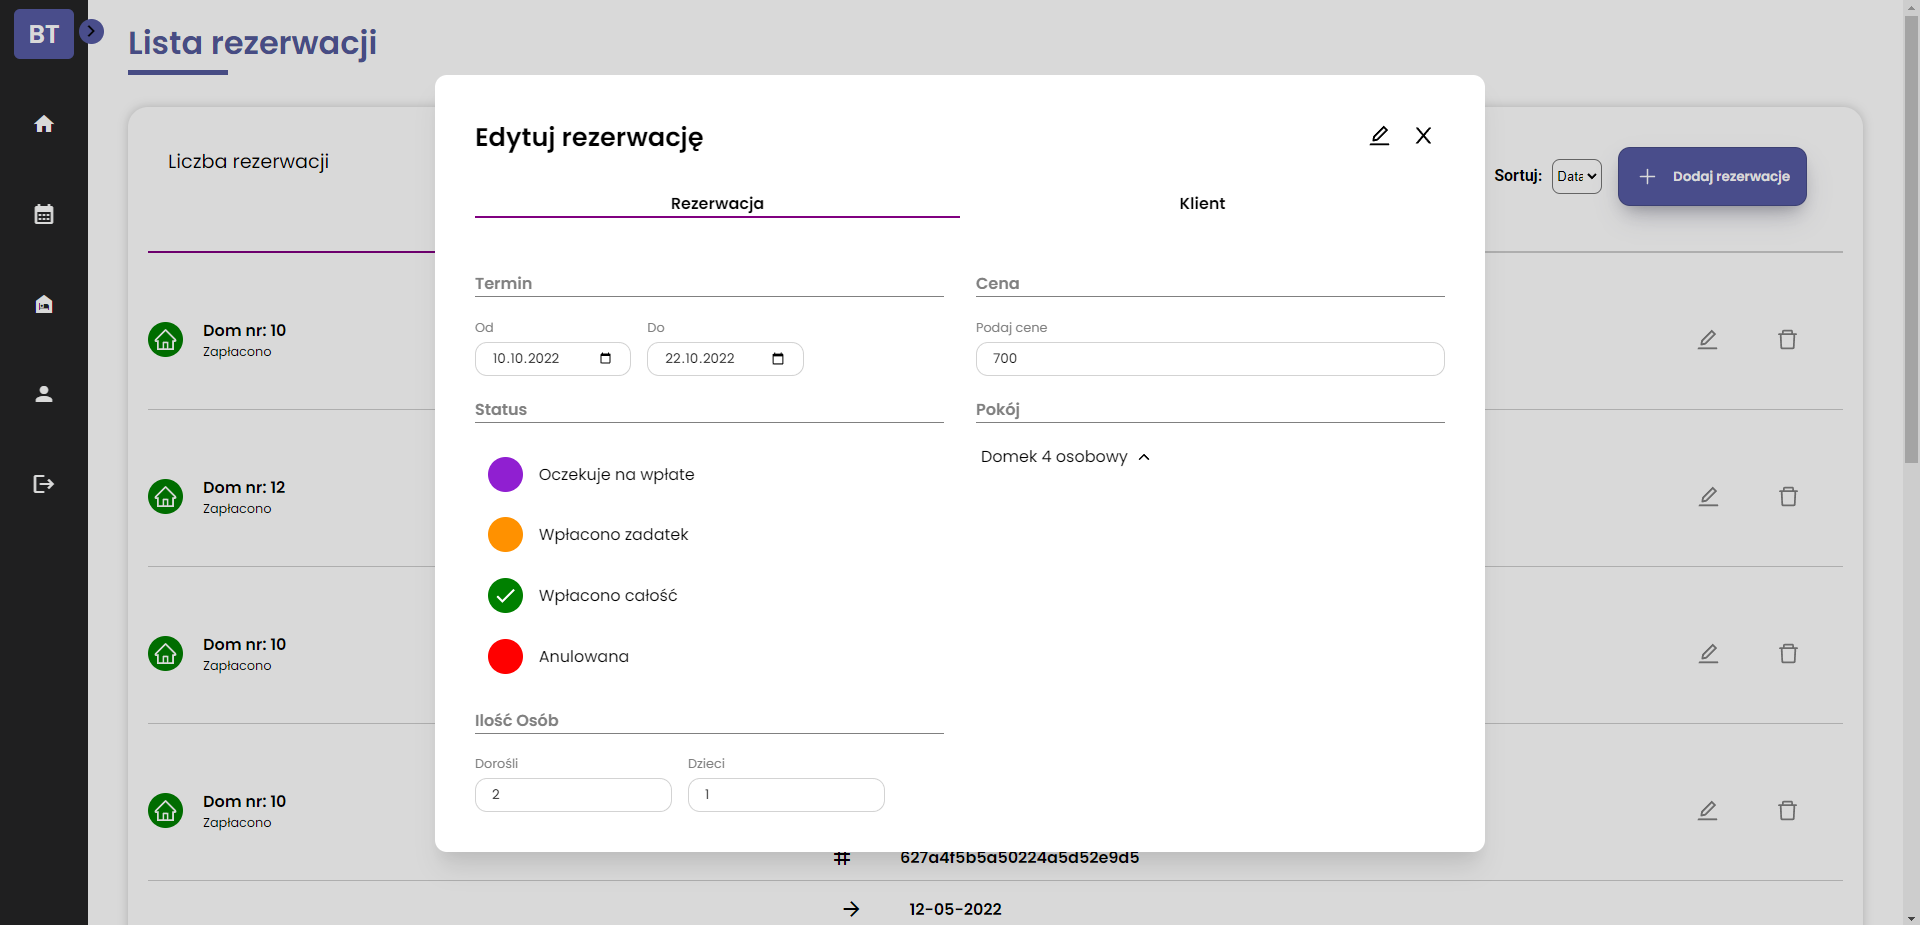 BT
Lista rezerwacji
Liczba rezerwacji
Sortuj:
Data
Dodaj rezerwacje
Dom nr: 10
Zapłacono
Dom nr: 12
Zapłacono
Dom nr: 10
Zapłacono
Dom nr: 10
Zapłacono
Edytuj rezerwację
Rezerwacja
Klient
Termin
Od
Do
10.10.2022
22.10.2022
Status
Oczekuje na wpłate
Wpłacono zadatek
Wpłacono całość
Anulowana
Ilość Osób
Dorośli
Dzieci
2
1
Cena
Podaj cene
700
Pokój
Domek 4 osobowy
# 627a4f5b5a50224a5d52e9d5
12-05-2022